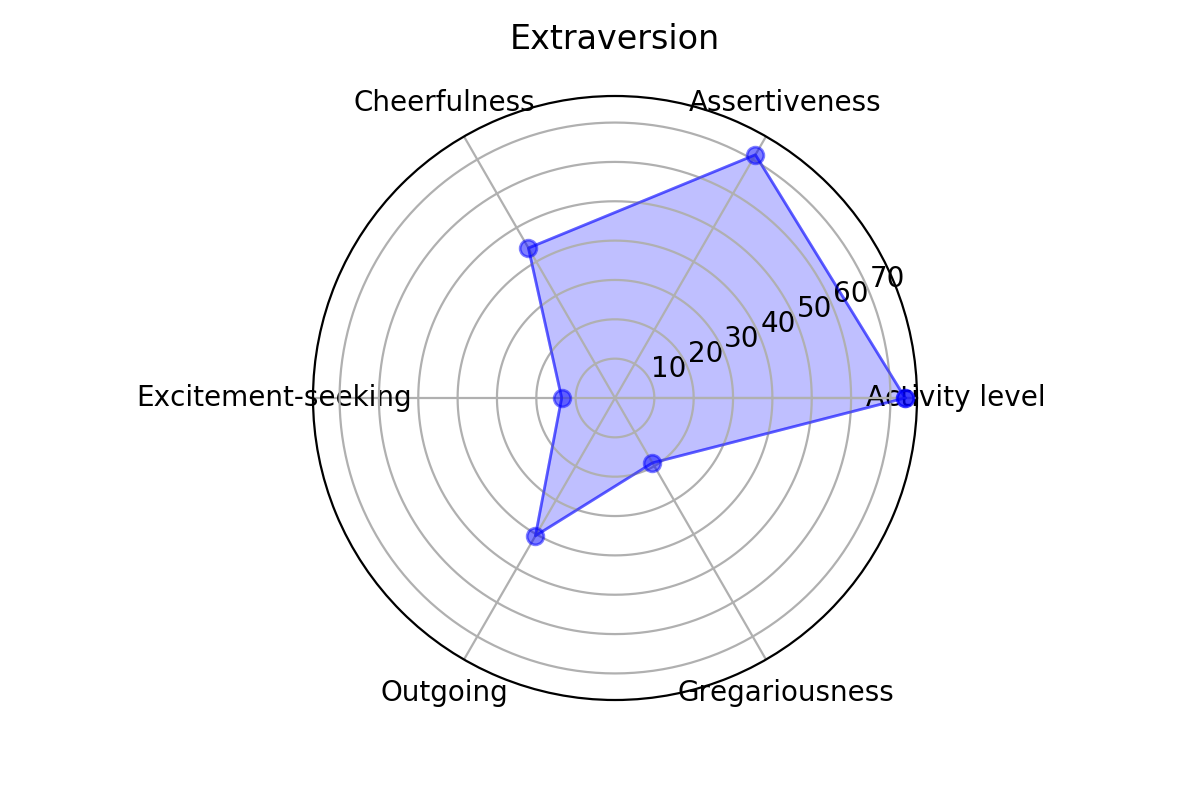 Extraversion
Cheerfulness
Assertiveness
70
60
50
40
30
20
10
Excitement-seeking
Activity level
Outgoing
Gregariousness